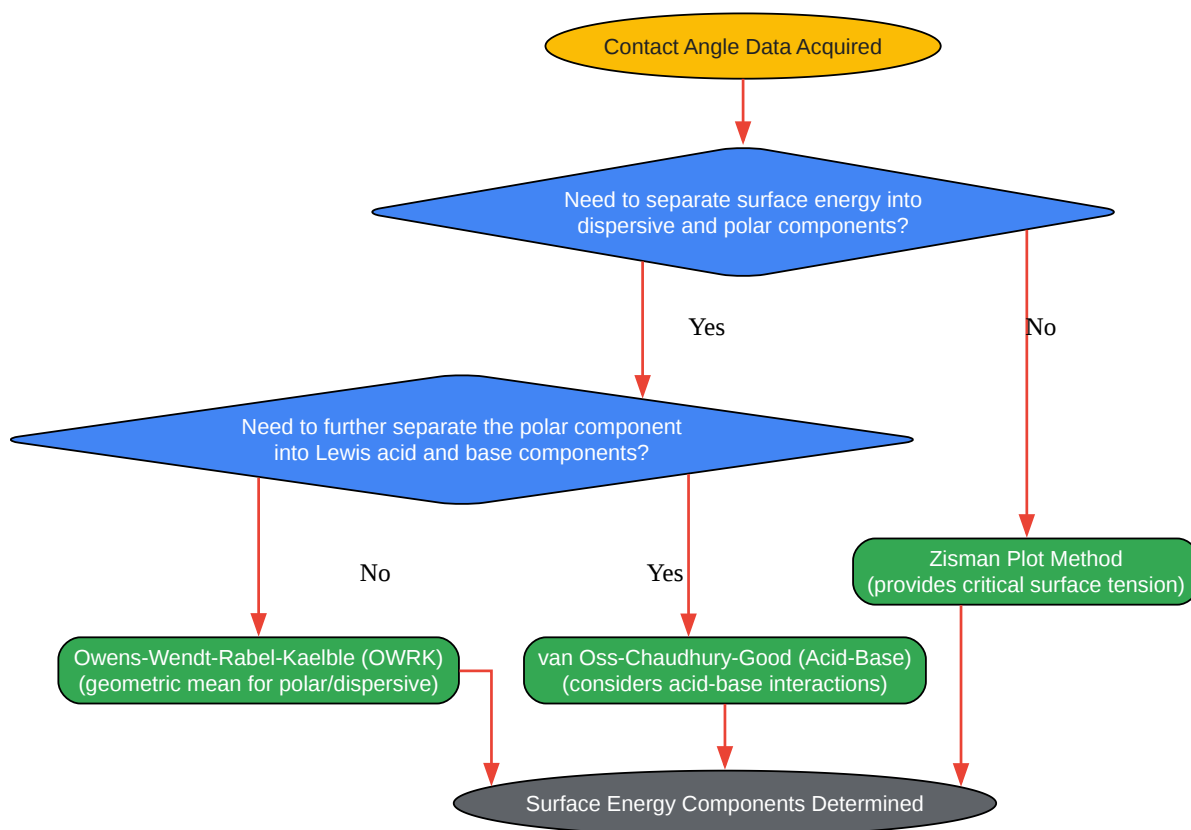 Contact Angle Data Acquired
Need to separate surface energy into
dispersive and polar components?
Yes
No
Need to further separate the polar component
into Lewis acid and base components?
No
Yes
Zisman Plot Method
(provides critical surface tension)
Owens-Wendt-Rabel-Kaelble (OWRK)
(geometric mean for polar/dispersive)
van Oss-Chaudhury-Good (Acid-Base)
(considers acid-base interactions)
Surface Energy Components Determined